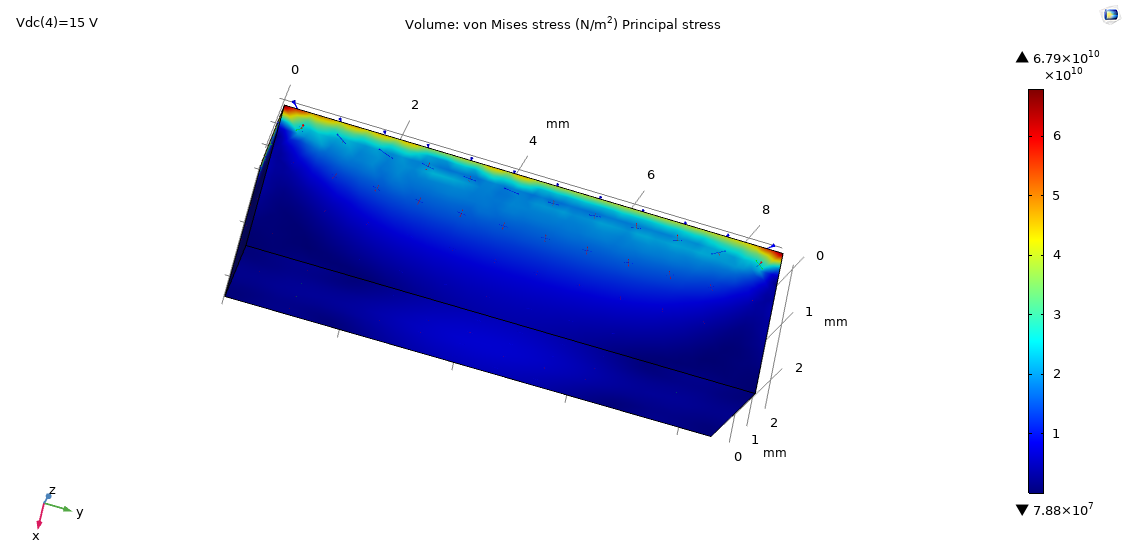 Vdc(4)=15 V
Volume: von Mises stress (N/m²) Principal stress
6.79×10¹⁰
×10¹⁰
0
2
4
6
8
mm
0
1
2
mm
2
1
0
mm
6
5
4
3
2
1
7.88×10⁷
z
y
x